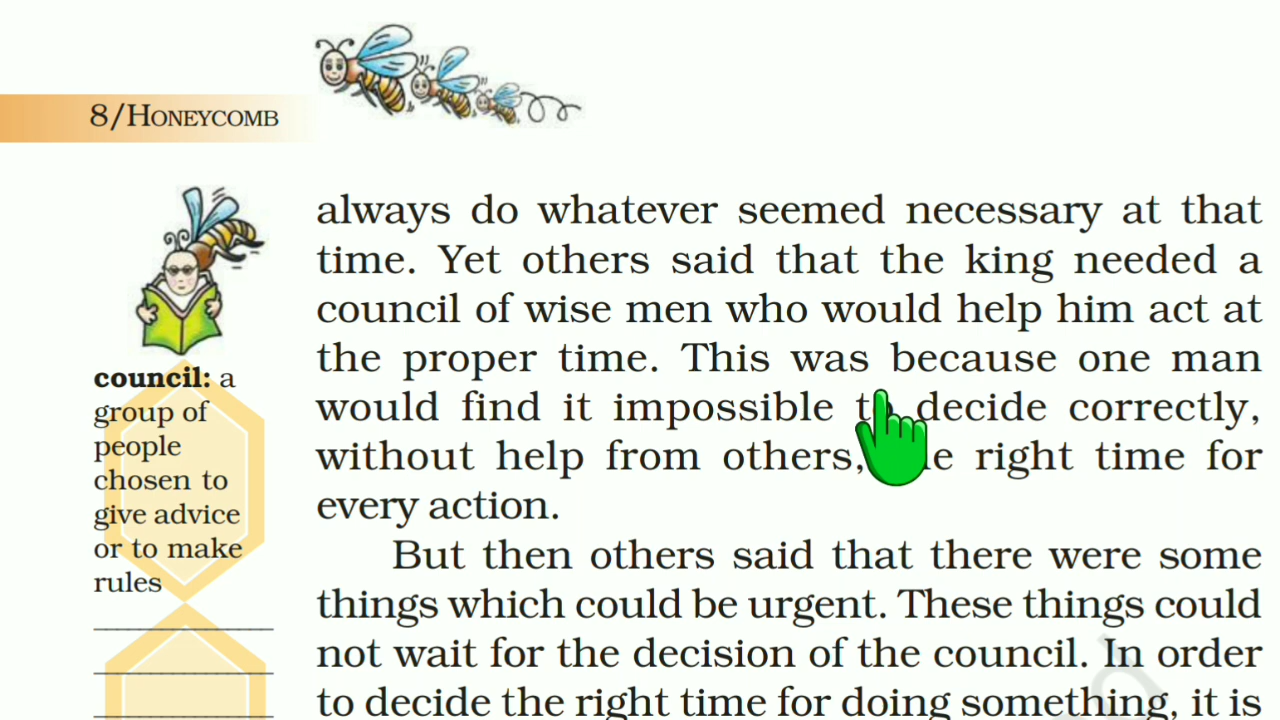 8/HONEYCOMB
always do whatever seemed necessary at that
time. Yet others said that the king needed a
council of wise men who would help him act at
the proper time. This was because one man
would find it impossible decide correctly,
without help from others, right time for
every action.
But then others said that there were some
things which could be urgent. These things could
not wait for the decision of the council. In order
to decide the right time for doing something, it is
council: a
group of
people
chosen to
give advice
or to make
rules